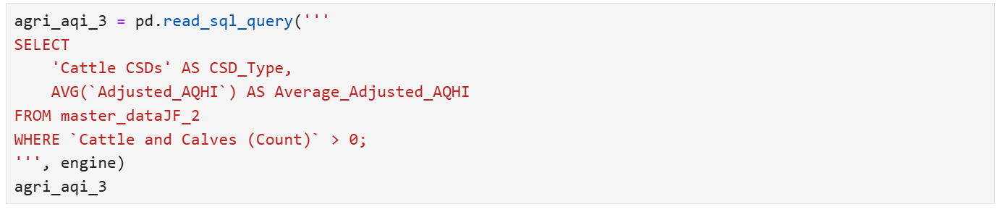 agri_aqi_3 = pd.read_sql_query('''
SELECT
    'Cattle CSDs' AS CSD_Type,
    AVG(`Adjusted_AQHI`) AS Average_Adjusted_AQHI
FROM master_dataJF_2
WHERE `Cattle and Calves (Count)` > 0;
''', engine)
agri_aqi_3